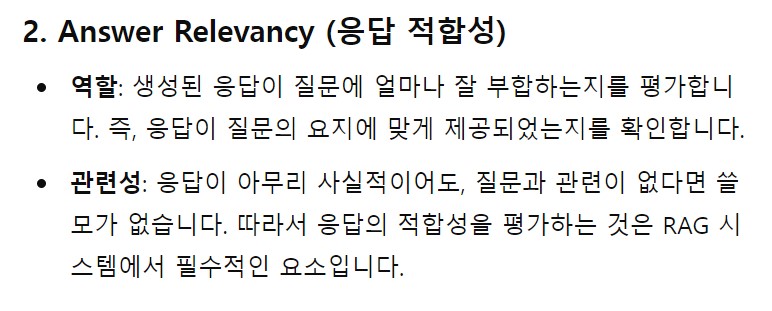 2. Answer Relevancy (응답 적합성)
역할: 생성된 응답이 질문에 얼마나 잘 부합하는지를 평가합니
다. 즉, 응답이 질문의 요지에 맞게 제공되었는지를 확인합니다.
관련성: 응답이 아무리 사실적이어도, 질문과 관련이 없다면 쓸
모가 없습니다. 따라서 응답의 적합성을 평가하는 것은 RAG 시
스템에서 필수적인 요소입니다.